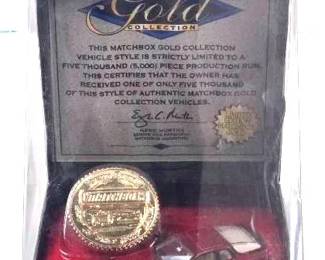 Gold
COLLECTION
THIS MATCHBOX GOLD COLLECTION
VEHICLE STYLE IS STRICTLY LIMITED TO A
FIVE THOUSAND (5,000) PIECE PRODUCTION RUN.
THIS CERTIFIES THAT THE OWNER HAS
RECEIVED ONE OF ONLY FIVE THOUSAND
OF THIS STYLE OF AUTHENTIC MATCHBOX GOLD
COLLECTION VEHICLES.
MATCHBOX